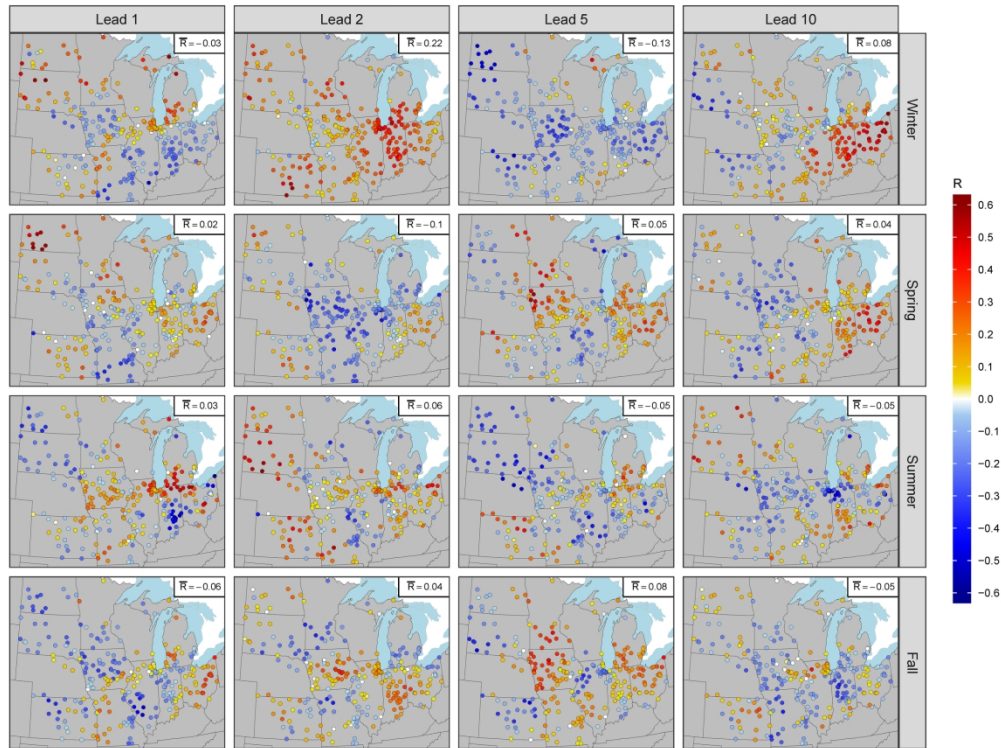 Lead 1 Lead 2 Lead 5 Lead 10
R̅ = −0.03 R̅ = 0.22 R̅ = −0.13 R̅ = 0.08 Winter
R̅ = 0.02 R̅ = −0.1 R̅ = 0.05 R̅ = 0.04 Spring
R̅ = 0.03 R̅ = 0.06 R̅ = −0.05 R̅ = −0.05 Summer
R̅ = −0.06 R̅ = 0.04 R̅ = 0.08 R̅ = −0.05 Fall
R
0.6
0.5
0.4
0.3
0.2
0.1
0.0
−0.1
−0.2
−0.3
−0.4
−0.5
−0.6